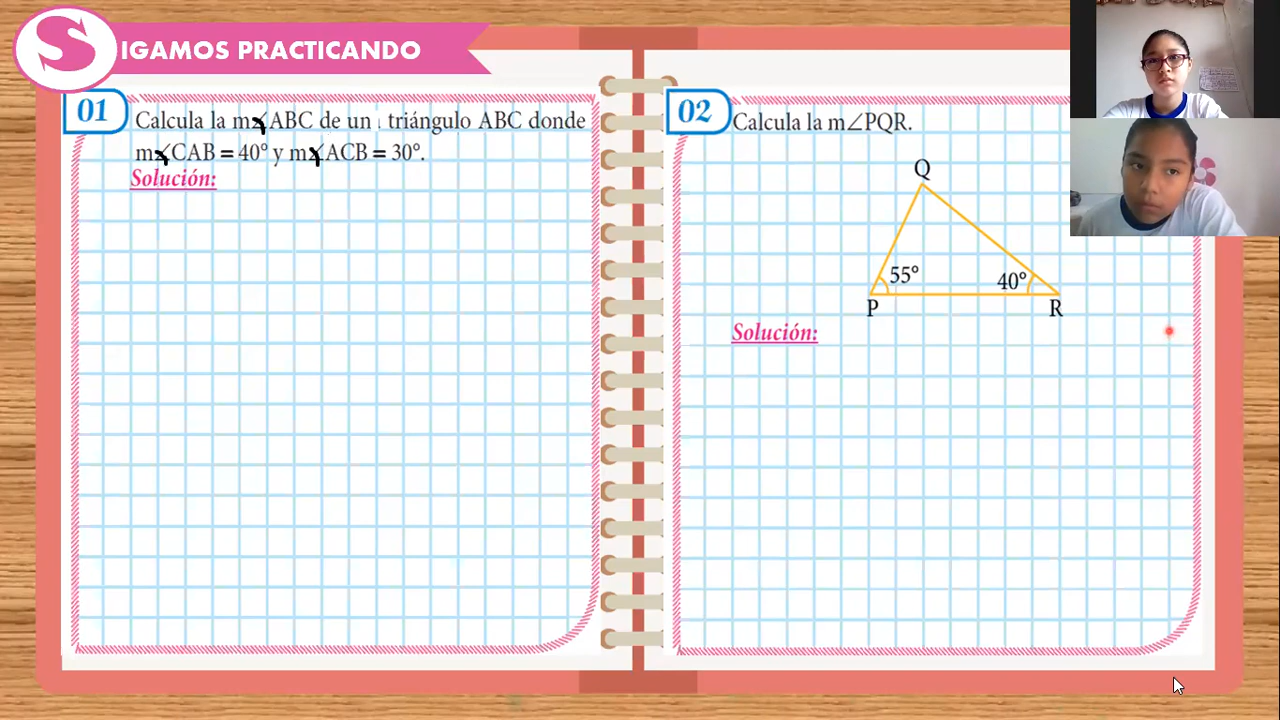 SIGAMOS PRACTICANDO
01
Calcula la m∡ABC de un triángulo ABC donde
m∡CAB = 40° y m∡ACB = 30°.
Solución:
02
Calcula la m∠PQR.
Q
55°
40°
P
R
Solución: